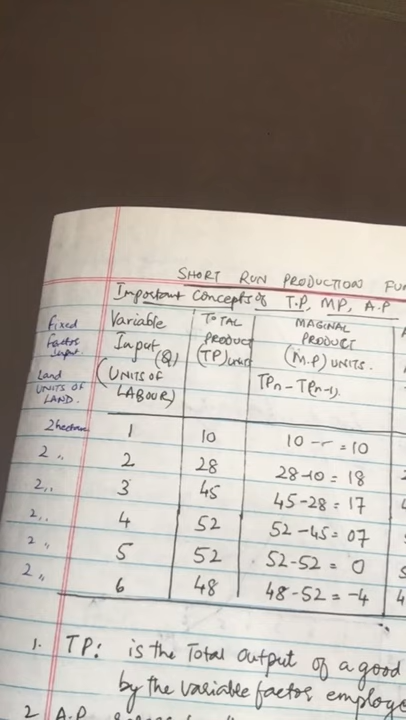 SHORT RUN PRODUCTION FU
Important Concepts of T.P, MP, A.P
fixed Variable TOTAL MAGINAL
factor Input (Q) PRODUCT PRODUCT
Input. (UNITS OF (TP) units (M.P) UNITS.
Land LABOUR) TPn - TPn-1).
UNITS OF
LAND.
2 hectares 1 10 10 - - = 10
2 ,, 2 28 28-10 = 18
2 ,, 3 45 45-28 = 17
2 ,, 4 52 52-45 = 07
2 ,, 5 52 52-52 = 0
2 ,, 6 48 48-52 = -4
1. TP: is the Total output of a good
by the variable factor employe
2 A.P